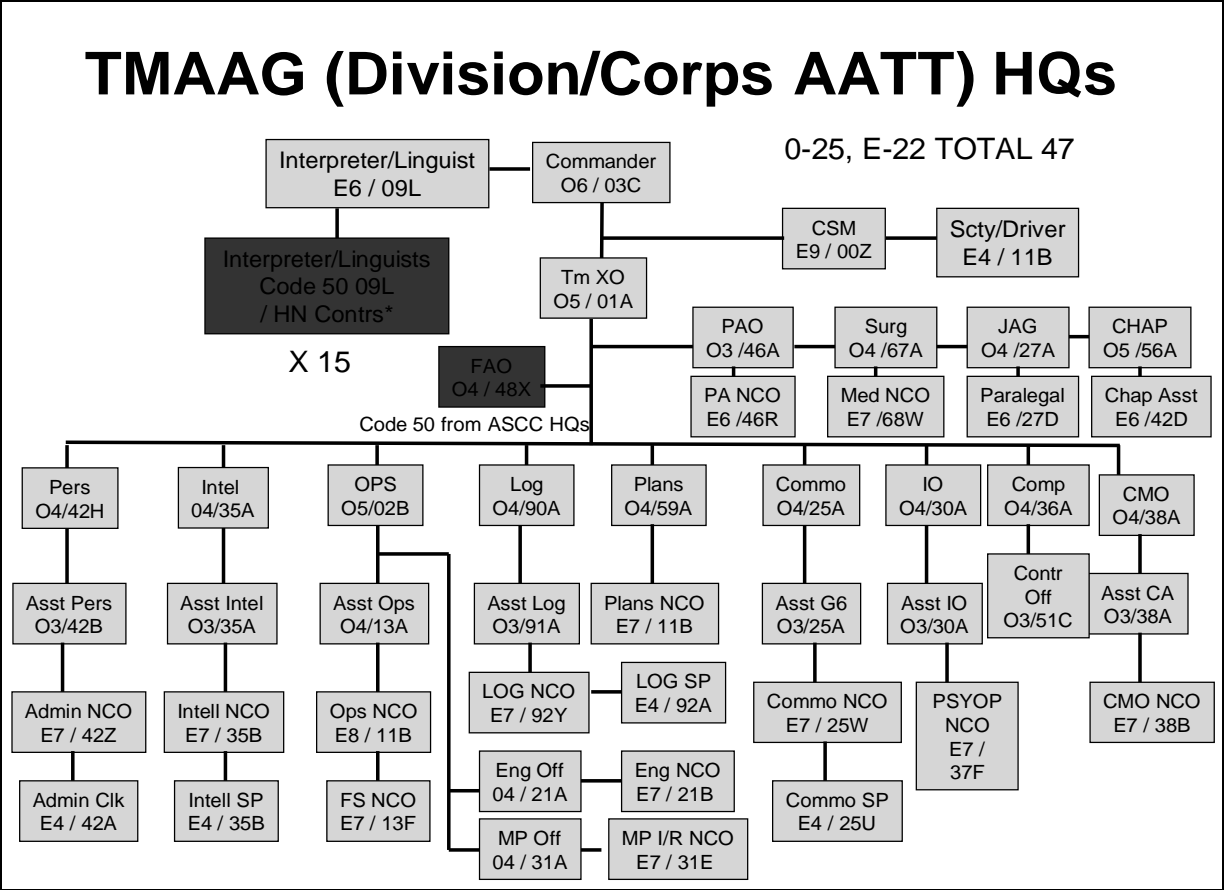 TMAAG (Division/Corps AATT) HQs
0-25, E-22 TOTAL 47
Interpreter/Linguist
E6 / 09L
Commander
O6 / 03C
CSM
E9 / 00Z
Scty/Driver
E4 / 11B
Interpreter/Linguists
Code 50 09L
/ HN Contrs*
X 15
Tm XO
O5 / 01A
FAO
O4 / 48X
Code 50 from ASCC HQs
PAO
O3 /46A
Surg
O4 /67A
JAG
O4 /27A
CHAP
O5 /56A
PA NCO
E6 /46R
Med NCO
E7 /68W
Paralegal
E6 /27D
Chap Asst
E6 /42D
Pers
O4/42H
Intel
04/35A
OPS
O5/02B
Log
O4/90A
Plans
O4/59A
Commo
O4/25A
IO
O4/30A
Comp
O4/36A
CMO
O4/38A
Asst Pers
O3/42B
Asst Intel
O3/35A
Asst Ops
O4/13A
Asst Log
O3/91A
Plans NCO
E7 / 11B
Asst G6
O3/25A
Asst IO
O3/30A
Contr
Off
O3/51C
Asst CA
O3/38A
Admin NCO
E7 / 42Z
Intell NCO
E7 / 35B
Ops NCO
E8 / 11B
LOG NCO
E7 / 92Y
LOG SP
E4 / 92A
Commo NCO
E7 / 25W
PSYOP
NCO
E7 /
37F
CMO NCO
E7 / 38B
Admin Clk
E4 / 42A
Intell SP
E4 / 35B
FS NCO
E7 / 13F
Eng Off
04 / 21A
Eng NCO
E7 / 21B
Commo SP
E4 / 25U
MP Off
04 / 31A
MP I/R NCO
E7 / 31E